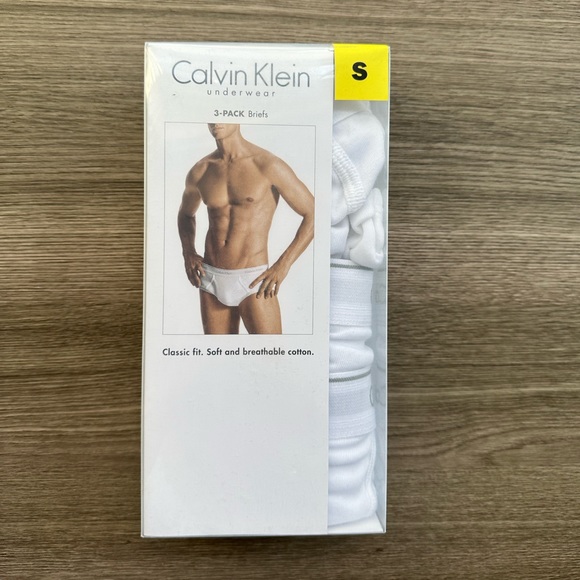 Calvin Klein
underwear
S
3-PACK Briefs
Classic fit. Soft and breathable cotton.